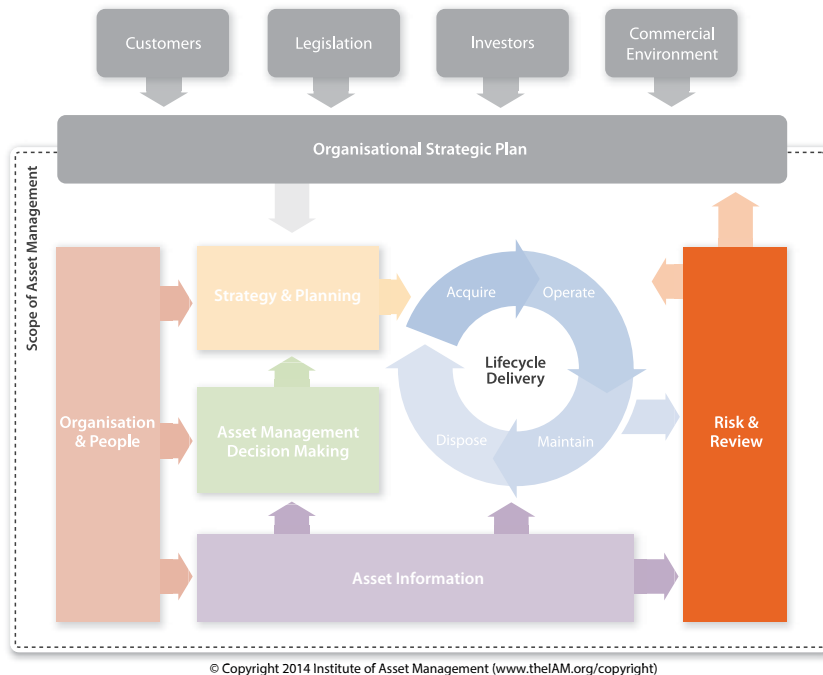 Customers
Legislation
Investors
Commercial
Environment
Organisational Strategic Plan
Scope of Asset Management
Strategy & Planning
Acquire
Operate
Lifecycle
Delivery
Organisation
& People
Asset Management
Decision Making
Dispose
Maintain
Risk &
Review
Asset Information
© Copyright 2014 Institute of Asset Management (www.theIAM.org/copyright)